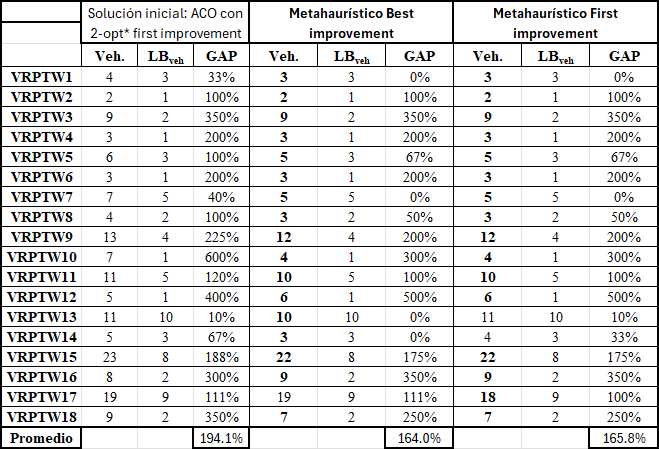 Solución inicial: ACO con 2-opt* first improvement Metahaurístico Best improvement Metahaurístico First improvement
Veh. LBveh GAP Veh. LBveh GAP Veh. LBveh GAP
VRPTW1 4 3 33% 3 3 0% 3 3 0%
VRPTW2 2 1 100% 2 1 100% 2 1 100%
VRPTW3 9 2 350% 9 2 350% 9 2 350%
VRPTW4 3 1 200% 3 1 200% 3 1 200%
VRPTW5 6 3 100% 5 3 67% 5 3 67%
VRPTW6 3 1 200% 3 1 200% 3 1 200%
VRPTW7 7 5 40% 5 5 0% 5 5 0%
VRPTW8 4 2 100% 3 2 50% 3 2 50%
VRPTW9 13 4 225% 12 4 200% 12 4 200%
VRPTW10 7 1 600% 4 1 300% 4 1 300%
VRPTW11 11 5 120% 10 5 100% 10 5 100%
VRPTW12 5 1 400% 6 1 500% 6 1 500%
VRPTW13 11 10 10% 10 10 0% 11 10 10%
VRPTW14 5 3 67% 3 3 0% 4 3 33%
VRPTW15 23 8 188% 22 8 175% 22 8 175%
VRPTW16 8 2 300% 9 2 350% 9 2 350%
VRPTW17 19 9 111% 19 9 111% 18 9 100%
VRPTW18 9 2 350% 7 2 250% 7 2 250%
Promedio 194.1% 164.0% 165.8%